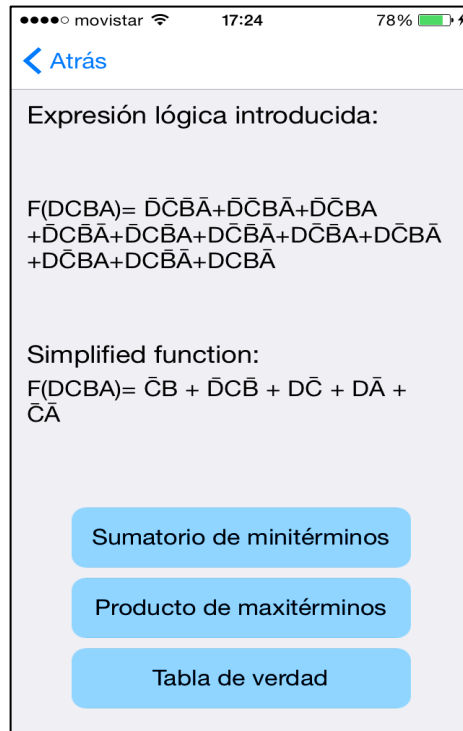 movistar 17:24 78%
Atrás
Expresión lógica introducida:
F(DCBA)= D̄C̄B̄Ā+D̄C̄BĀ+D̄C̄BA
+D̄CB̄Ā+D̄CB̄A+DC̄B̄Ā+DC̄B̄A+DC̄BĀ
+DC̄BA+DCB̄Ā+DCBĀ
Simplified function:
F(DCBA)= C̄B + D̄CB̄ + DC̄ + DĀ +
C̄Ā
Sumatorio de minitérminos
Producto de maxitérminos
Tabla de verdad